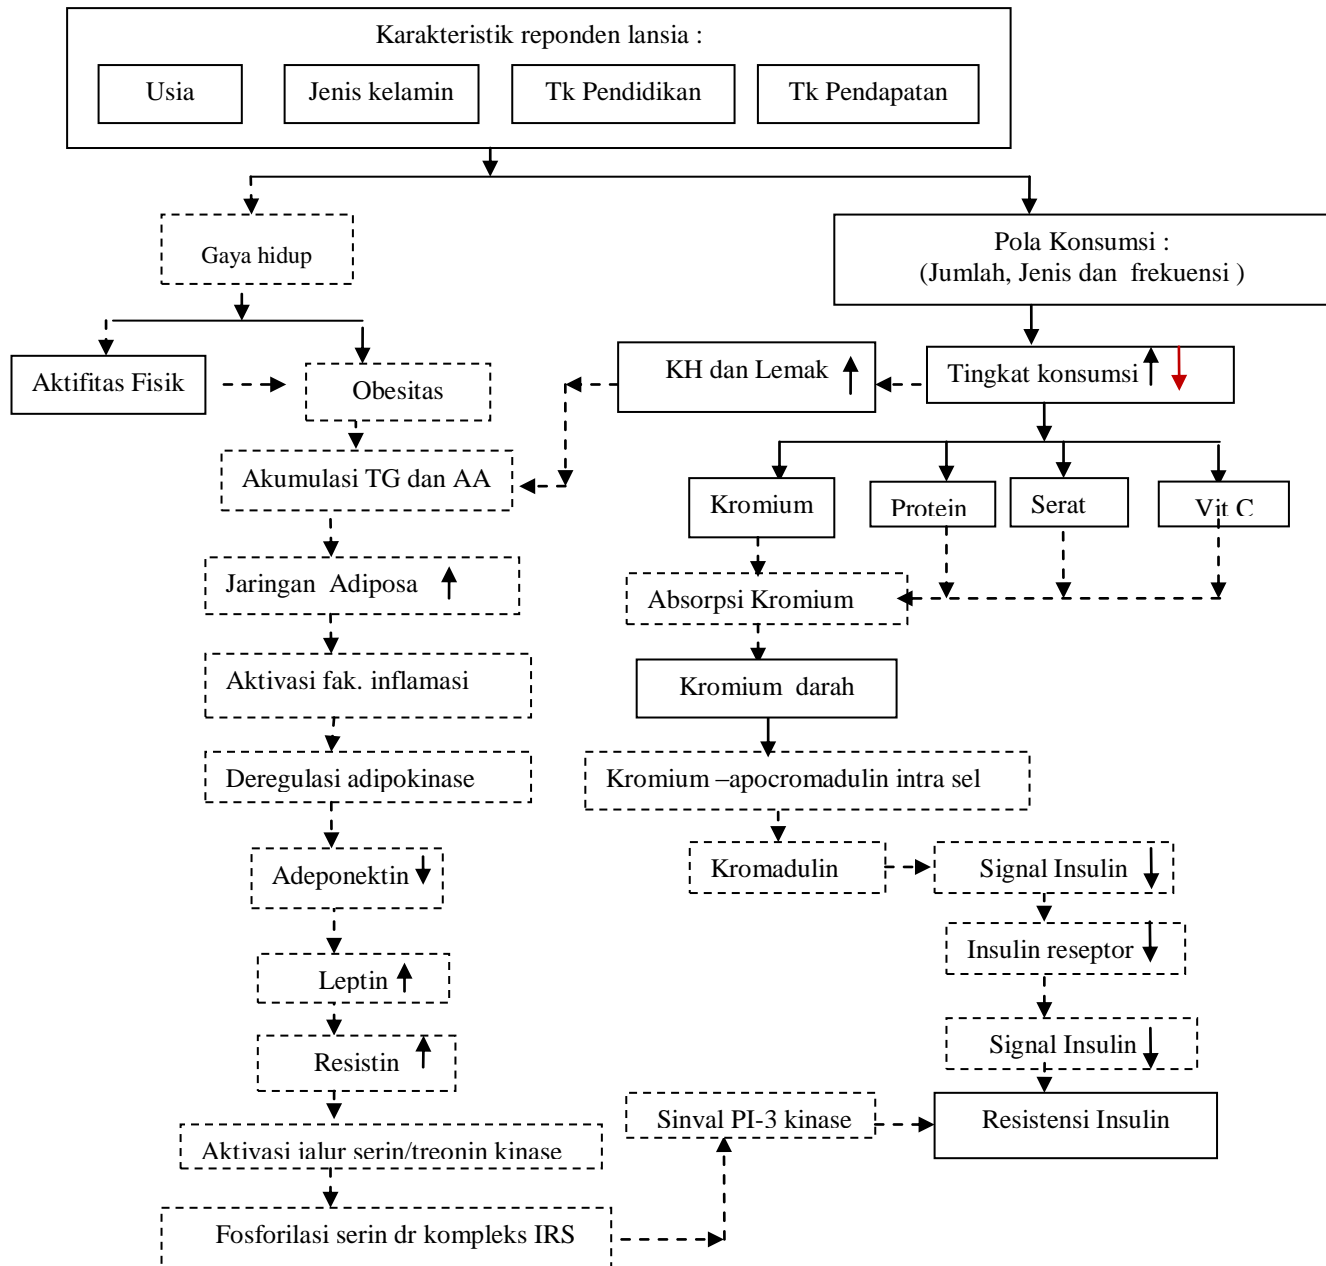 Karakteristik reponden lansia :
Usia
Jenis kelamin
Tk Pendidikan
Tk Pendapatan
Gaya hidup
Pola Konsumsi :
(Jumlah, Jenis dan frekuensi )
Aktifitas Fisik
Obesitas
KH dan Lemak
Tingkat konsumsi
Akumulasi TG dan AA
Kromium
Protein
Serat
Vit C
Jaringan Adiposa
Absorpsi Kromium
Aktivasi fak. inflamasi
Kromium darah
Deregulasi adipokinase
Kromium –apocromadulin intra sel
Adeponektin
Kromadulin
Signal Insulin
Leptin
Insulin reseptor
Resistin
Signal Insulin
Aktivasi jalur serin/treonin kinase
Sinval PI-3 kinase
Resistensi Insulin
Fosforilasi serin dr kompleks IRS